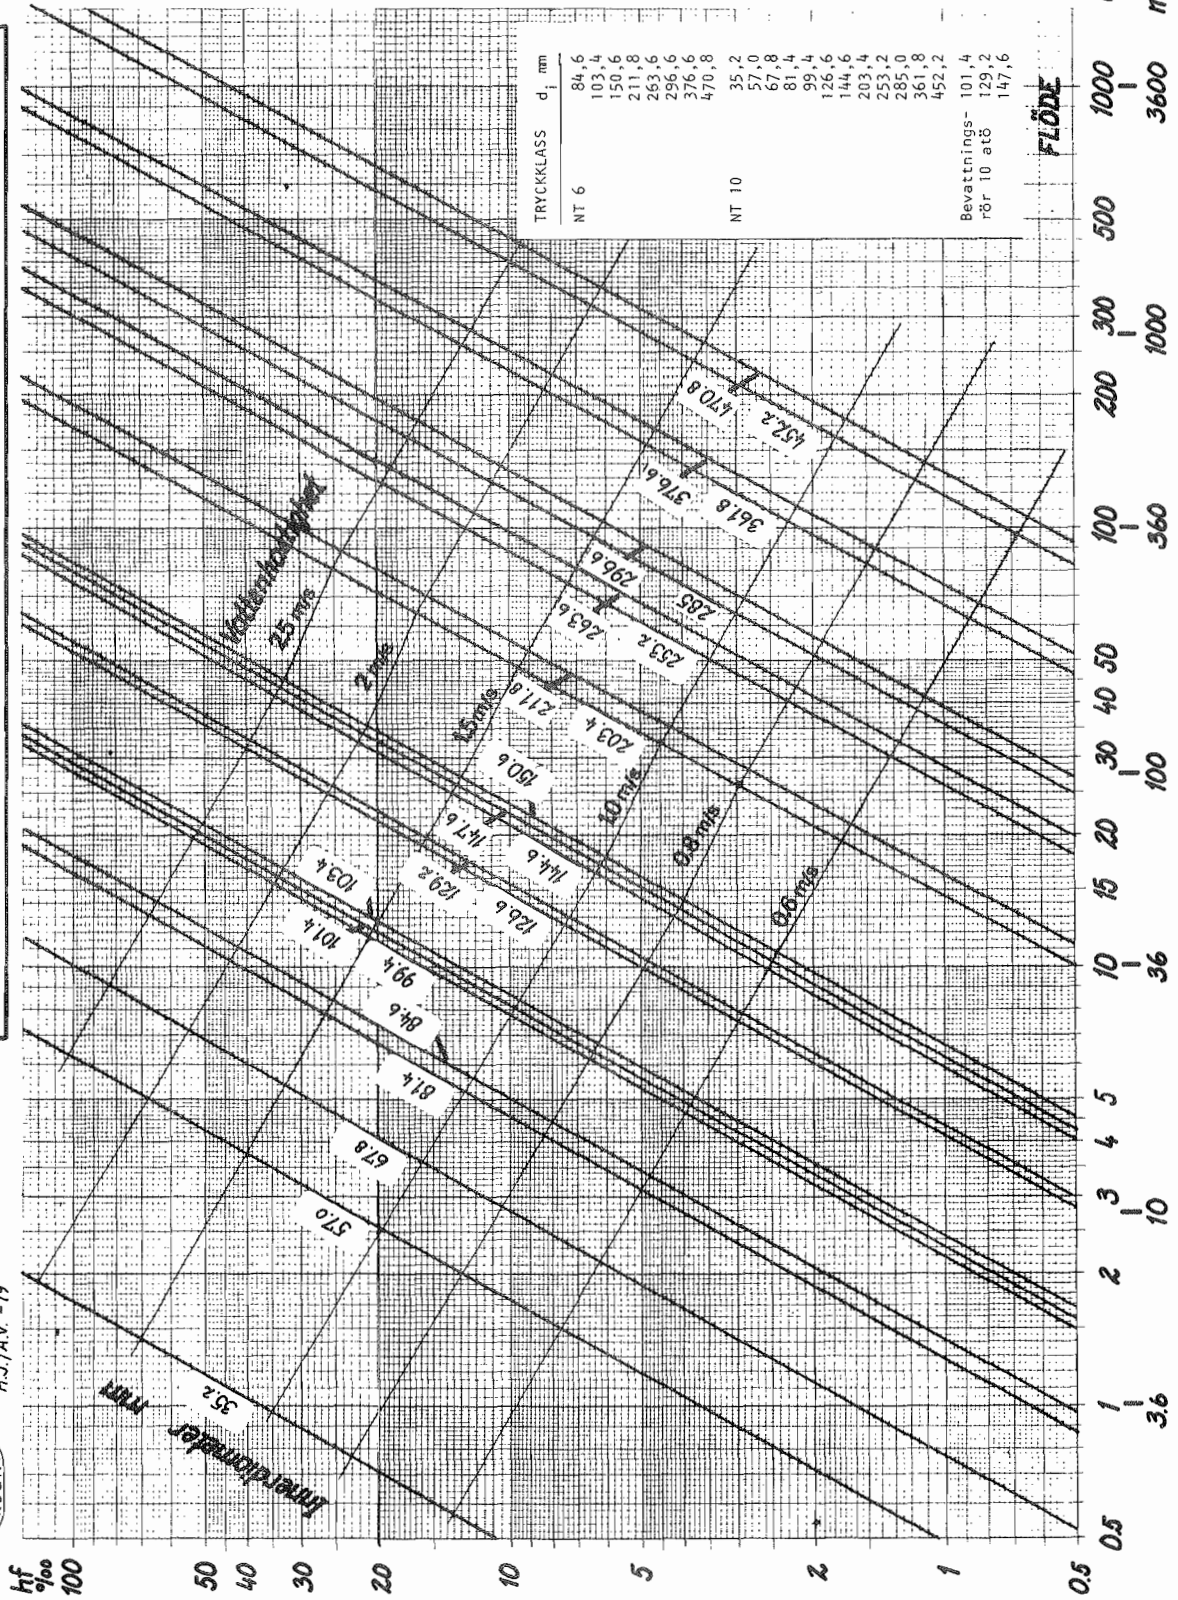 H.J./A.V. -79
hf
‰
100
50
40
30
20
10
5
2
1
0.5
Innerdiameter mm
35.2
57.0
67.8
81.4
84.6
99.4
101.4
103.4
126.6
129.2
144.6
147.6
150.6
203.4
211.8
253.2
263.6
285
296.6
361.8
376.6
452.2
470.8
Vattenhastighet
2.5 m/s
2 m/s
1.5 m/s
1.0 m/s
0.8 m/s
0.6 m/s
TRYCKKLASS di mm
NT 6 84,6
103,4
150,6
211,8
263,6
296,6
376,6
470,8
NT 10 35,2
57,0
67,8
81,4
99,4
126,6
144,6
203,4
253,2
285,0
361,8
452,2
Bevattnings- 101,4
rör 10 atö 129,2
147,6
FLÖDE
0.5 1 2 3 4 5 10 15 20 30 40 50 100 200 300 500 1000
3.6 10 36 100 360 1000 3600